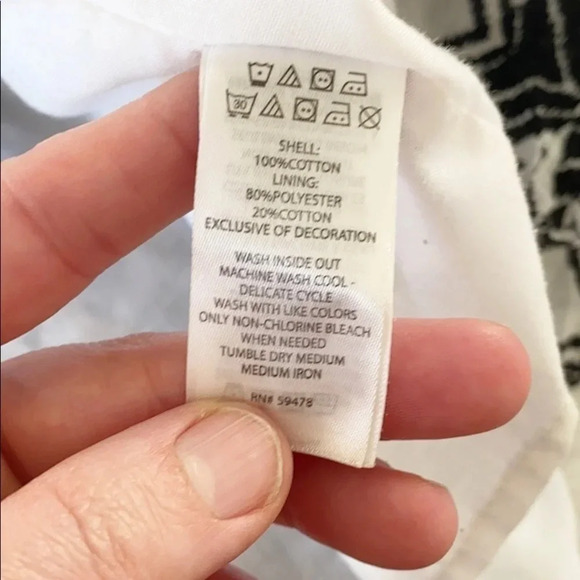 30
SHELL:
100%COTTON
LINING:
80%POLYESTER
20%COTTON
EXCLUSIVE OF DECORATION
WASH INSIDE OUT
MACHINE WASH COOL -
DELICATE CYCLE
WASH WITH LIKE COLORS
ONLY NON-CHLORINE BLEACH
WHEN NEEDED
TUMBLE DRY MEDIUM
MEDIUM IRON
RN# 59478